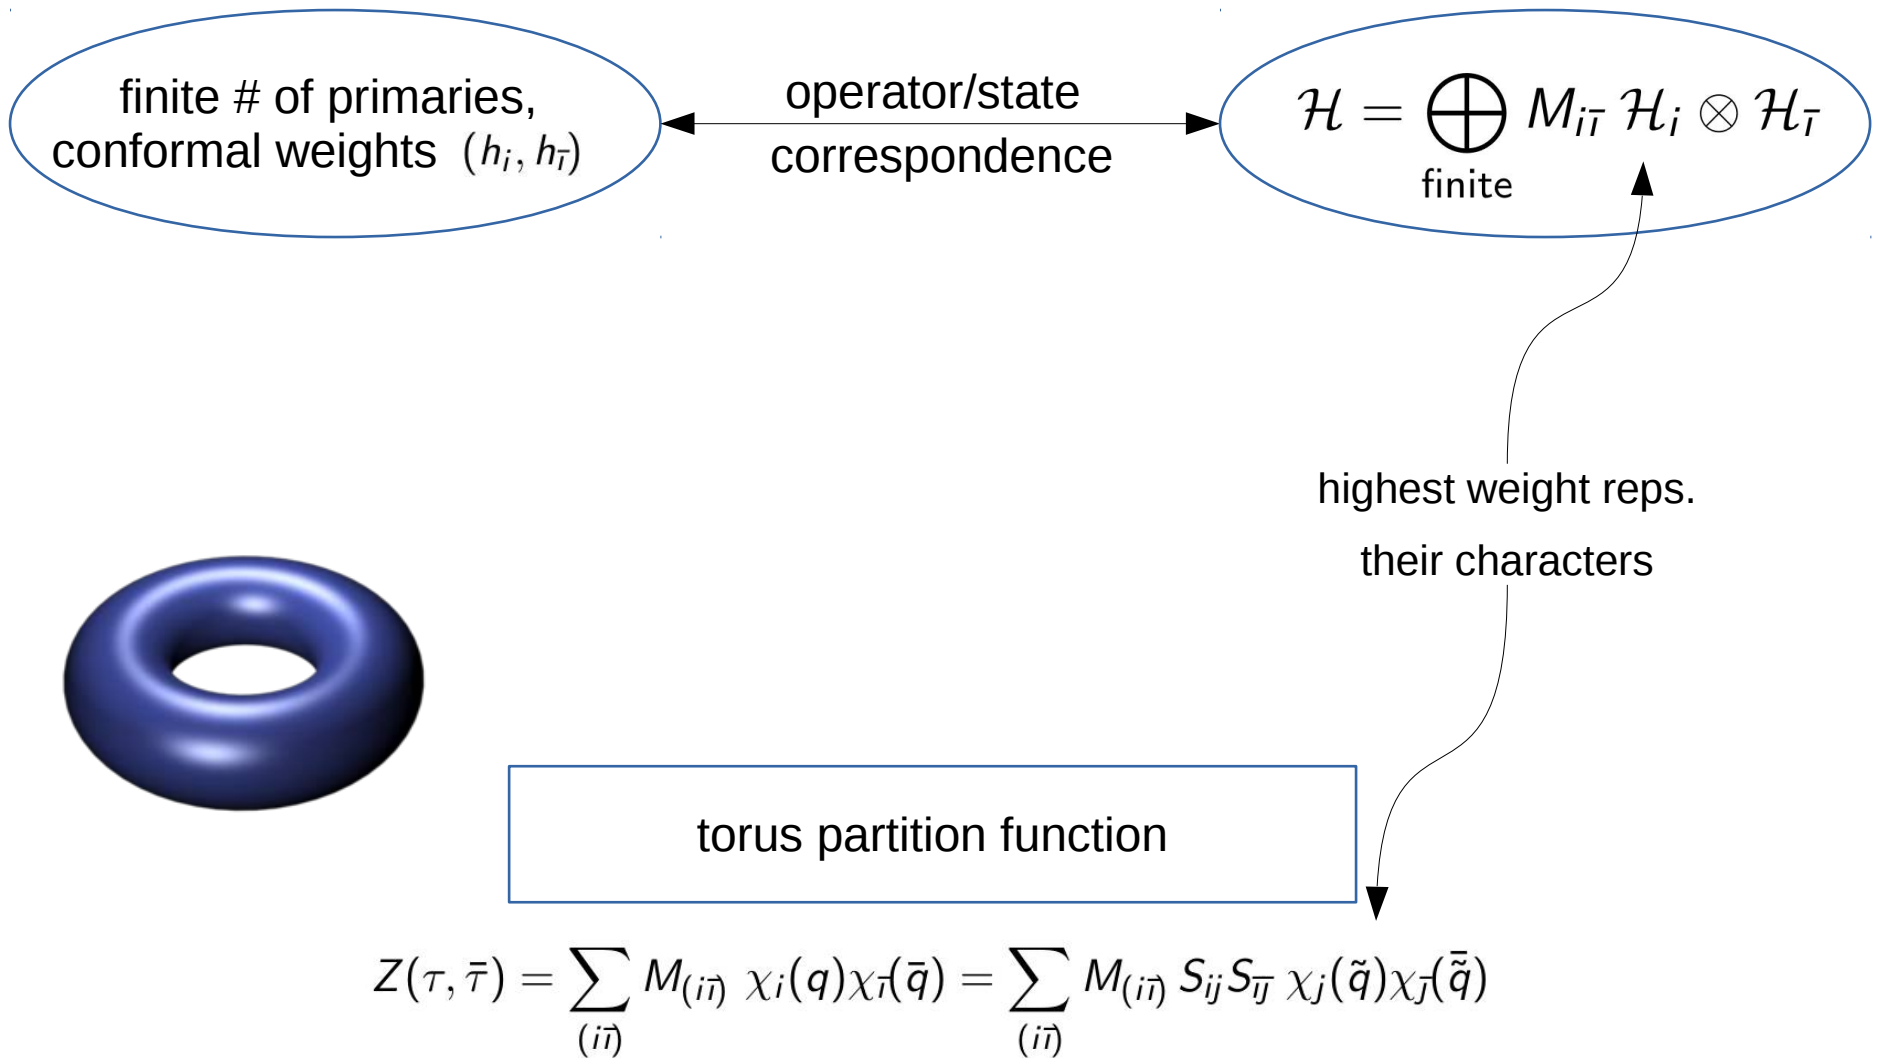 finite # of primaries,
conformal weights (hᵢ, h_ī)
operator/state
correspondence
ℋ = ⨁ M_{iī} ℋ_i ⊗ ℋ_ī
finite
highest weight reps.
their characters
torus partition function
Z(τ, τ̄) = ∑ M_{(iī)} χ_i(q)χ_ī(q̄) = ∑ M_{(iī)} S_{ij}S_{īj̄} χ_j(q̃)χ_j̄(q̃̄)
(iī) (iī)